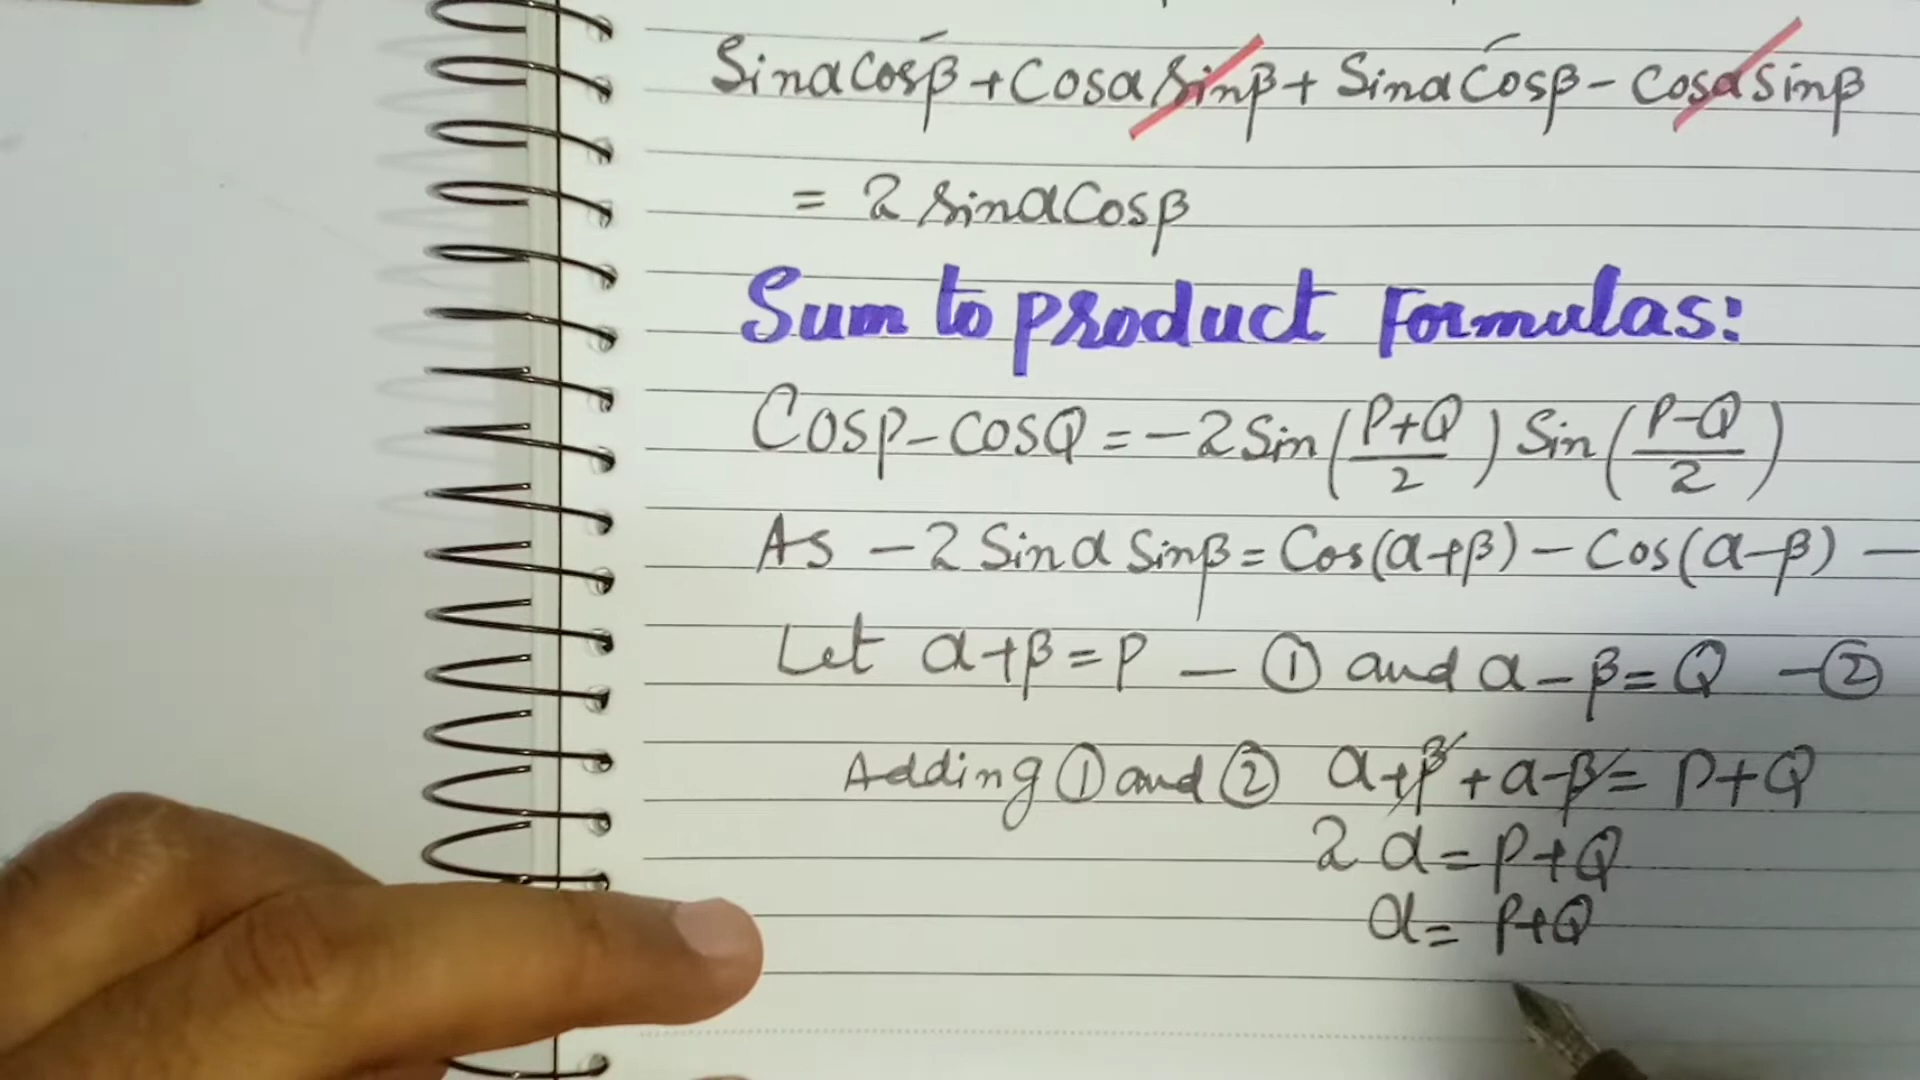 Sinα Cosβ + Cosα Sinβ + Sinα Cosβ - Cosα Sinβ
= 2 Sinα Cosβ
Sum to product Formulas:
CosP - CosQ = -2 Sin(P+Q/2) Sin(P-Q/2)
As -2 Sinα Sinβ = Cos(α+β) - Cos(α-β) —
Let α+β = P — ① and α-β = Q -②
Adding ① and ② α+β + α-β = P+Q
2α = P+Q
α = P+Q